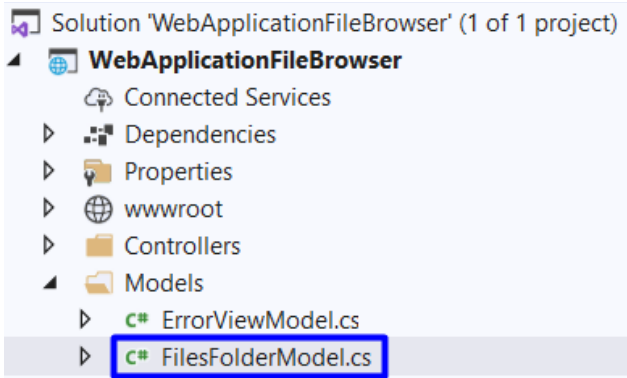 Solution 'WebApplicationFileBrowser' (1 of 1 project)
WebApplicationFileBrowser
Connected Services
Dependencies
Properties
wwwroot
Controllers
Models
C# ErrorViewModel.cs
C# FilesFolderModel.cs